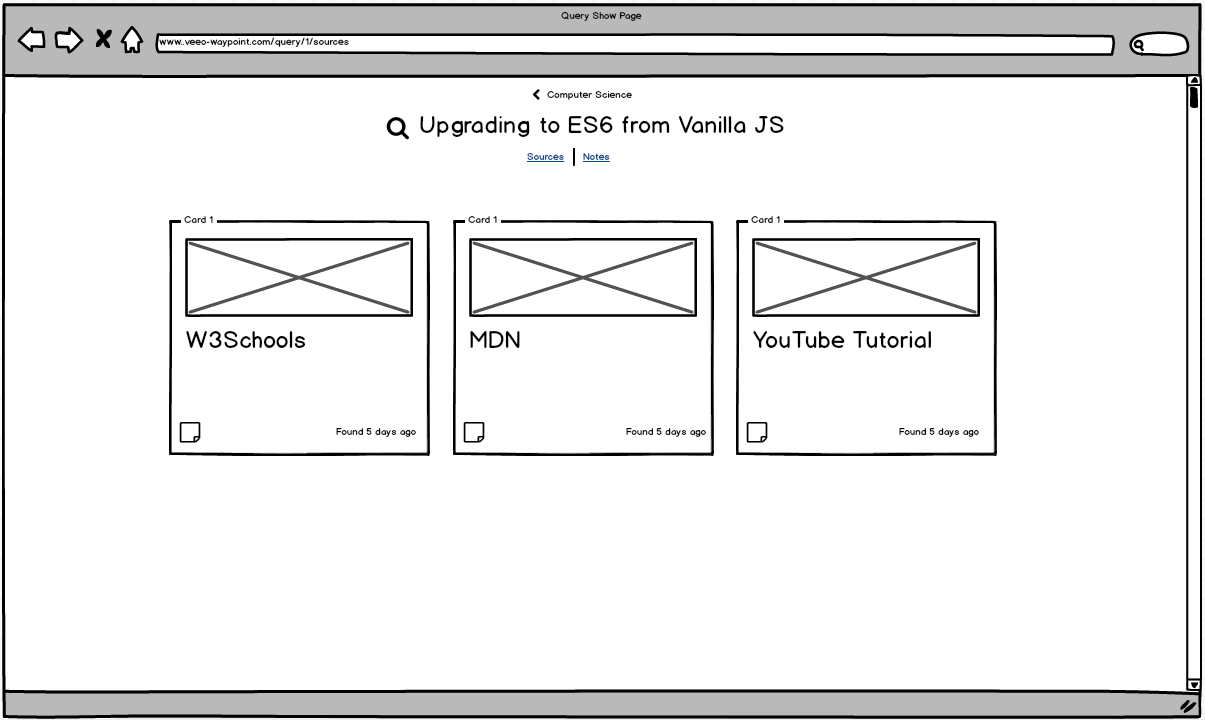 Query Show Page
www..veeo-waypoint.com/query/1/sources
Computer Science
Upgrading to ES6 from Vanilla JS
Sources Notes
Card 1 Card 1 Card 1
W3Schools MDN YouTube Tutorial
Found 5 days ago Found 5 days ago Found 5 days ago